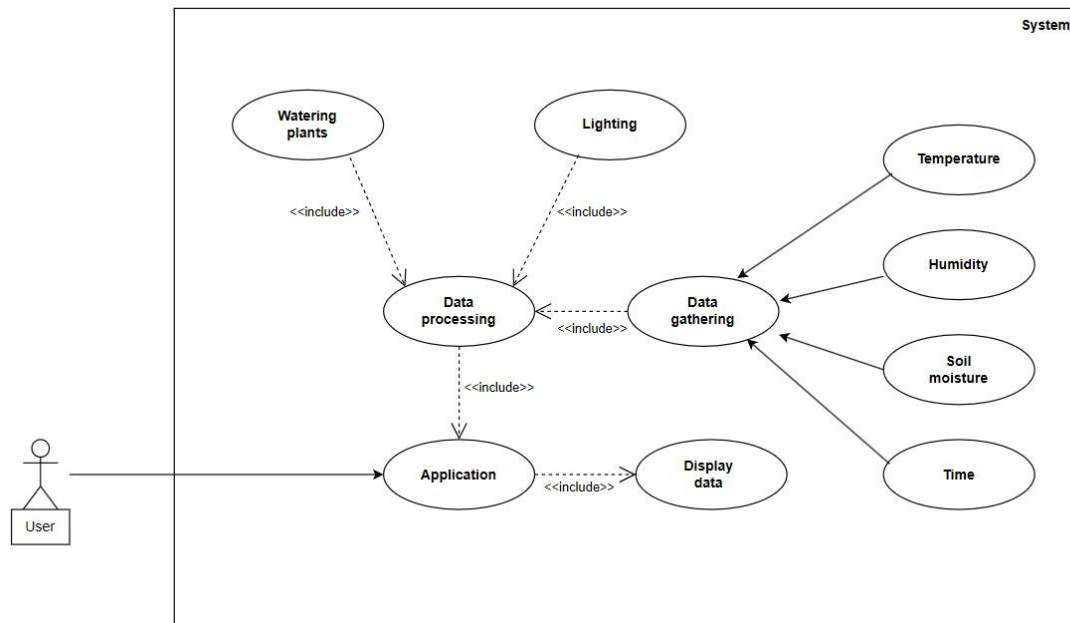 System
Watering
plants
Lighting
Temperature
<<include>>
<<include>>
Humidity
Data
processing
<<include>>
Data
gathering
Soil
moisture
<<include>>
Application
<<include>>
Display
data
Time
User